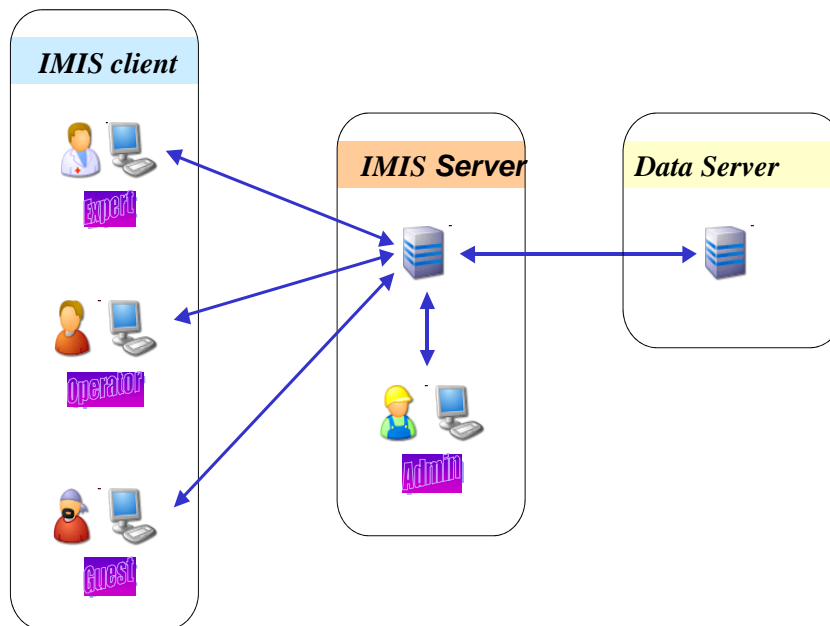 IMIS client
Expert
Operator
Guest
IMIS Server
Admin
Data Server